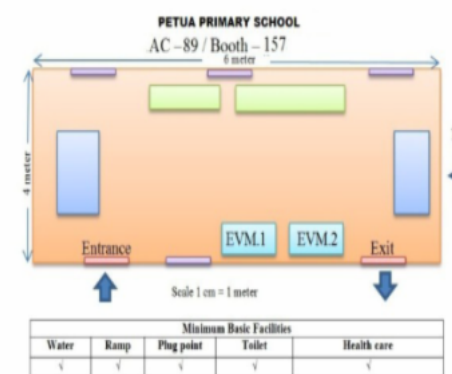 PETUA PRIMARY SCHOOL
AC – 89 / Booth – 157
6 meter
4 meter
EVM.1 EVM.2
Entrance Exit
Scale 1 cm = 1 meter
Minimum Basic Facilities
Water Ramp Plug point Toilet Health care
√ √ √ √ √